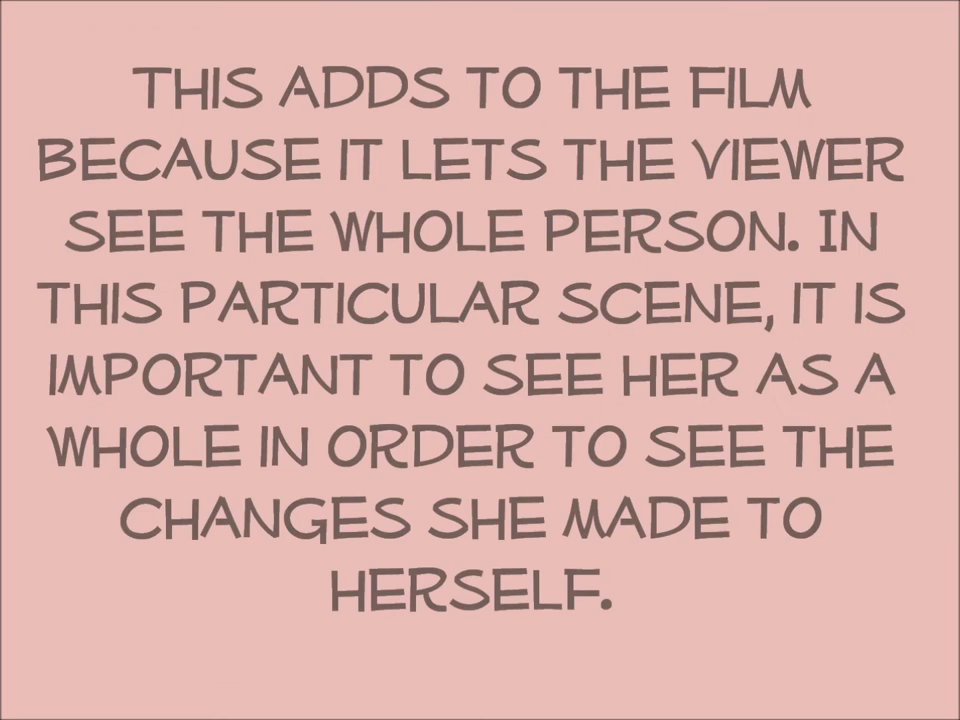 THIS ADDS TO THE FILM
BECAUSE IT LETS THE VIEWER
SEE THE WHOLE PERSON. IN
THIS PARTICULAR SCENE, IT IS
IMPORTANT TO SEE HER AS A
WHOLE IN ORDER TO SEE THE
CHANGES SHE MADE TO
HERSELF.